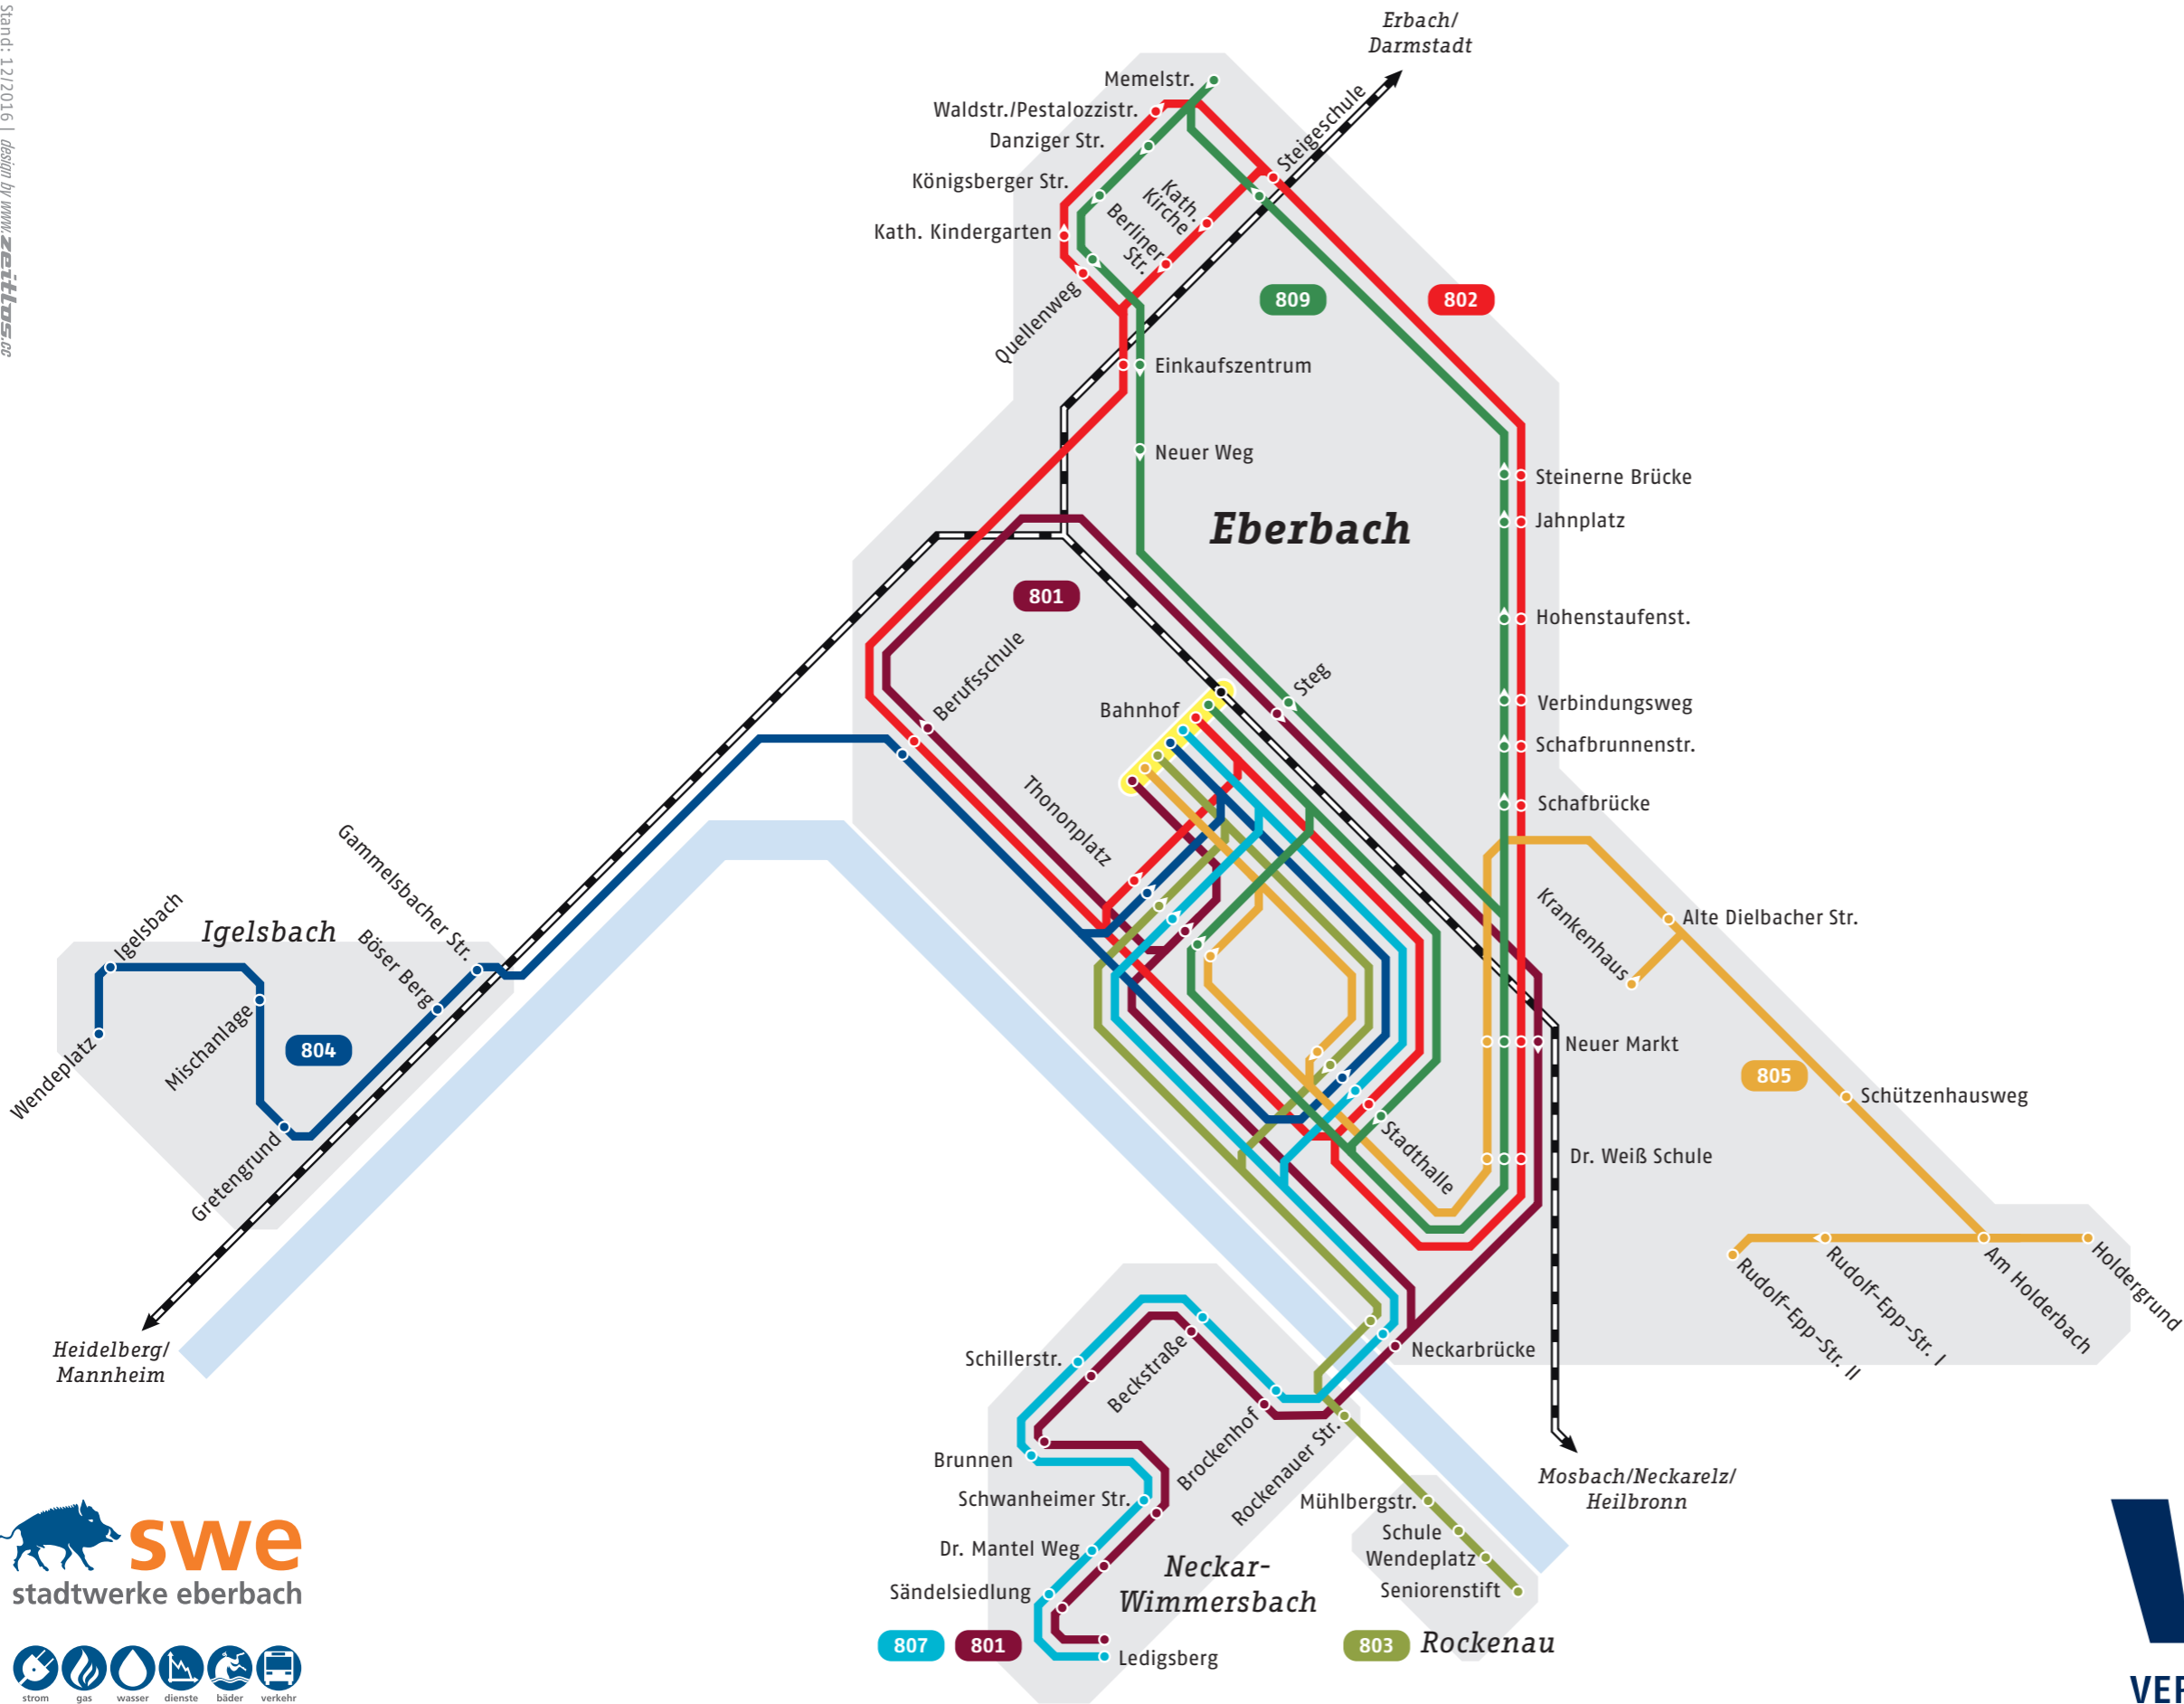 Stand: 12/2016 | design by www.zeitlos.cc
Erbach/
Darmstadt
Memelstr.
Waldstr./Pestalozzistr.
Danziger Str.
Königsberger Str.
Kath. Kindergarten
Quellenweg
Berliner
Str.
Kath.
Kirche
Steigeschule
809
802
Einkaufszentrum
Neuer Weg
Eberbach
Steinerne Brücke
Jahnplatz
Hohenstaufenst.
Verbindungsweg
Schafbrunnenstr.
Schafbrücke
801
Berufsschule
Bahnhof
Steg
Thononplatz
Krankenhaus
Alte Dielbacher Str.
Neuer Markt
805
Schützenhausweg
Dr. Weiß Schule
Stadthalle
Rudolf-Epp-Str. II
Rudolf-Epp-Str. I
Am Holderbach
Holdergrund
Gammelsbacher Str.
Igelsbach
Igelsbach
Böser Berg
Mischanlage
804
Wendeplatz
Gretengrund
Heidelberg/
Mannheim
Neckarbrücke
Schillerstr.
Beckstraße
Brockenhof
Rockenauer Str.
Brunnen
Schwanheimer Str.
Dr. Mantel Weg
Sändelsiedlung
Neckar-
Wimmersbach
807
801
Ledigsberg
Mosbach/Neckarelz/
Heilbronn
Mühlbergstr.
Schule
Wendeplatz
Seniorenstift
803
Rockenau
swe
stadtwerke eberbach
strom
gas
wasser
dienste
bäder
verkehr